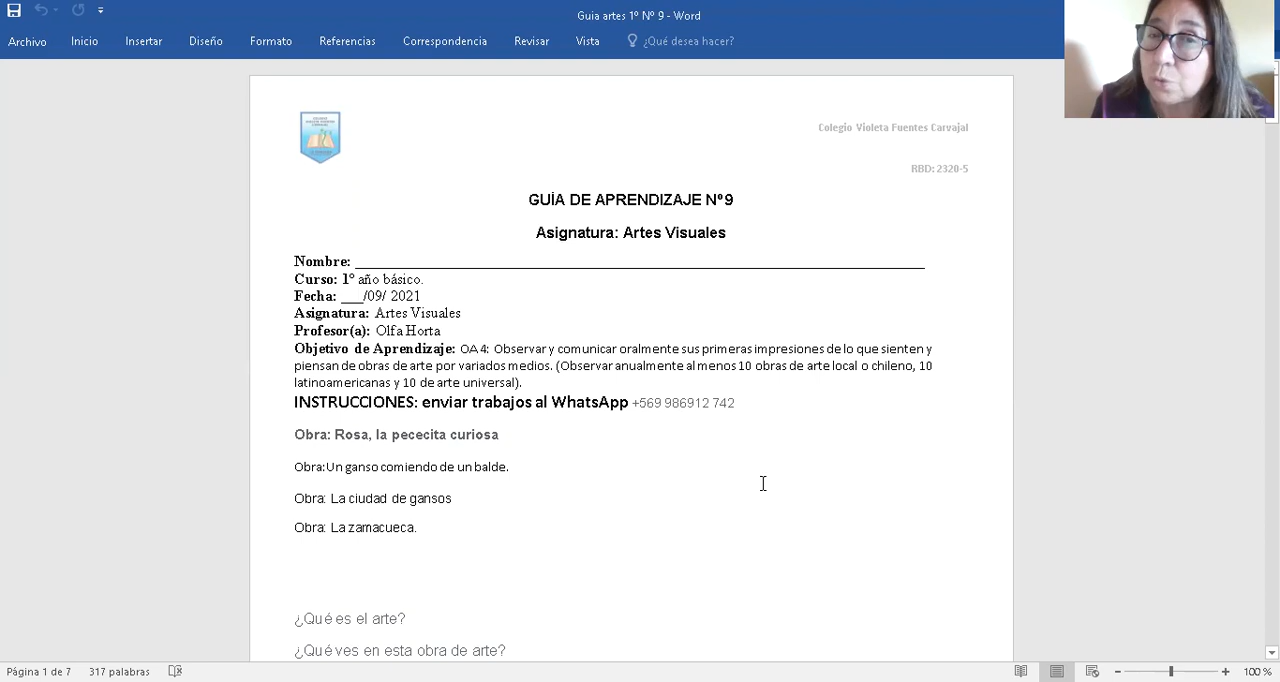 Guia artes 1º Nº 9 - Word
Archivo Inicio Insertar Diseño Formato Referencias Correspondencia Revisar Vista ¿Qué desea hacer?
Colegio Violeta Fuentes Carvajal
RBD: 2320-5
GUÍA DE APRENDIZAJE Nº9
Asignatura: Artes Visuales
Nombre: ______________________________
Curso: 1° año básico.
Fecha: ___/09/ 2021
Asignatura: Artes Visuales
Profesor(a): Olfa Horta
Objetivo de Aprendizaje: OA 4: Observar y comunicar oralmente sus primeras impresiones de lo que sienten y
piensan de obras de arte por variados medios. (Observar anualmente al menos 10 obras de arte local o chileno, 10
latinoamericanas y 10 de arte universal).
INSTRUCCIONES: enviar trabajos al WhatsApp +569 986912 742
Obra: Rosa, la pececita curiosa
Obra:Un ganso comiendo de un balde.
Obra: La ciudad de gansos
Obra: La zamacueca.
¿Qué es el arte?
¿Qué ves en esta obra de arte?
Página 1 de 7 317 palabras 100 %